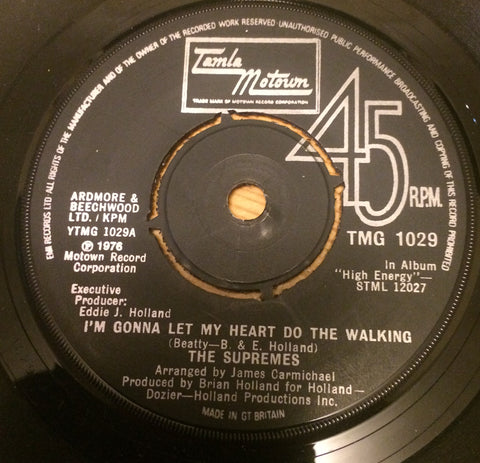 EMI RECORDS LTD. ALL RIGHTS OF THE MANUFACTURER AND OF THE OWNER OF THE RECORDED WORK RESERVED · UNAUTHORISED PUBLIC PERFORMANCE BROADCASTING AND COPYING OF THIS RECORD PROHIBITED
Tamla
Motown
TRADE MARK OF MOTOWN RECORD CORPORATION
45
R.P.M.
ARDMORE &
BEECHWOOD
LTD. / KPM
YTMG 1029A
℗ 1976
Motown Record
Corporation
TMG 1029
In Album
"High Energy"—
STML 12027
Executive
Producer:
Eddie J. Holland
I'M GONNA LET MY HEART DO THE WALKING
(Beatty—B. & E. Holland)
THE SUPREMES
Arranged by James Carmichael
Produced by Brian Holland for Holland—
Dozier—Holland Productions Inc.
MADE IN GT BRITAIN